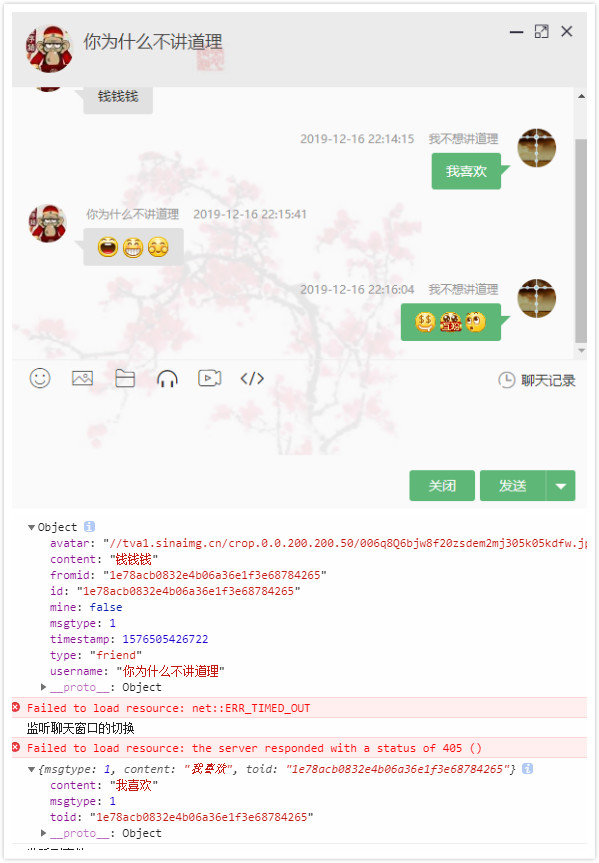 你为什么不讲道理
钱钱钱
2019-12-16 22:14:15 我不想讲道理
我喜欢
你为什么不讲道理 2019-12-16 22:15:41
2019-12-16 22:16:04 我不想讲道理
聊天记录
关闭 发送
▼Object
avatar: "//tva1.sinaimg.cn/crop.0.0.200.200.50/006q8Q6bjw8f20zsdem2mj305k05kdfw.jp
content: "钱钱钱"
fromid: "1e78acb0832e4b06a36e1f3e68784265"
id: "1e78acb0832e4b06a36e1f3e68784265"
mine: false
msgtype: 1
timestamp: 1576505426722
type: "friend"
username: "你为什么不讲道理"
▶__proto__: Object
Failed to load resource: net::ERR_TIMED_OUT
监听聊天窗口的切换
Failed to load resource: the server responded with a status of 405 ()
▼{msgtype: 1, content: "我喜欢", toid: "1e78acb0832e4b06a36e1f3e68784265"}
content: "我喜欢"
msgtype: 1
toid: "1e78acb0832e4b06a36e1f3e68784265"
▶__proto__: Object